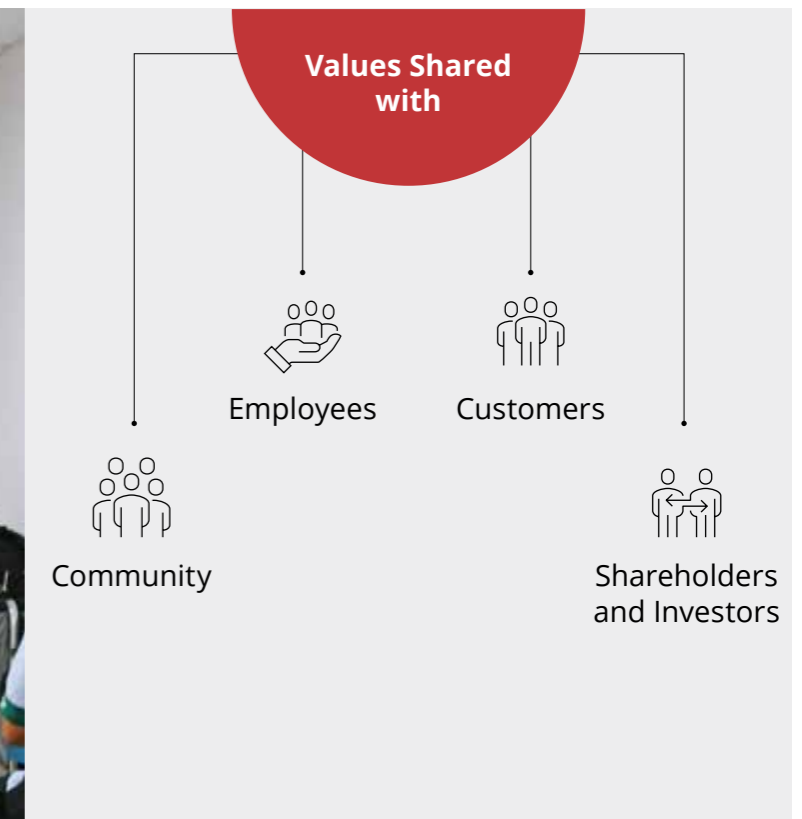 Values Shared
with
Employees
Customers
Community
Shareholders
and Investors